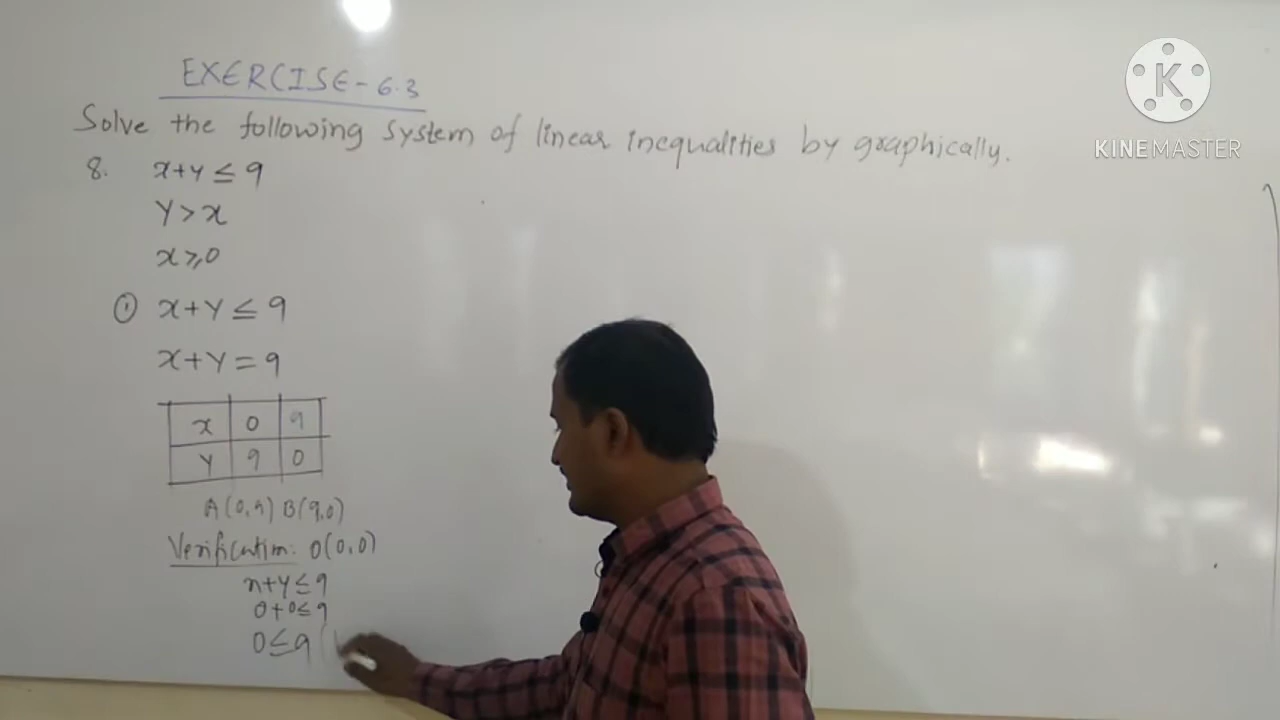 EXERCISE-6.3
Solve the following system of linear inequalities by graphically.
8. x+y ≤ 9
y > x
x ≥ 0
① x+y ≤ 9
x+y = 9
x 0 9
y 9 0
A(0,9) B(9,0)
Verification: O(0,0)
x+y ≤ 9
0+0 ≤ 9
0 ≤ 9 (
K
KINEMASTER